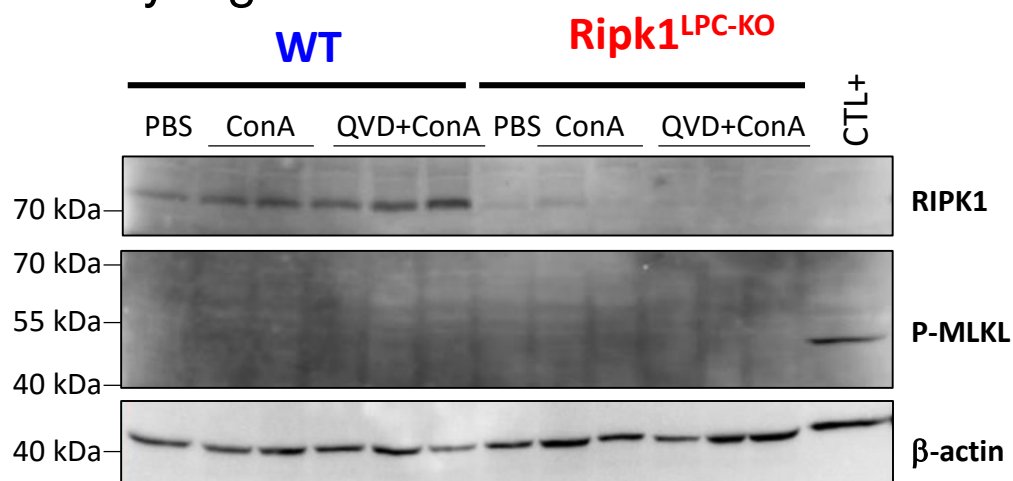 WT
Ripk1LPC-KO
PBS ConA QVD+ConA PBS ConA QVD+ConA CTL+
70 kDa RIPK1
70 kDa
55 kDa P-MLKL
40 kDa
40 kDa β-actin